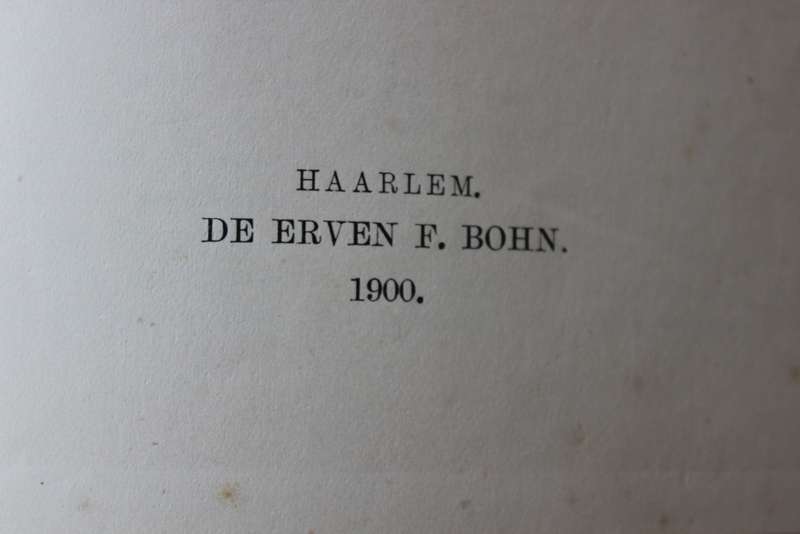 HAARLEM.
DE ERVEN F. BOHN.
1900.